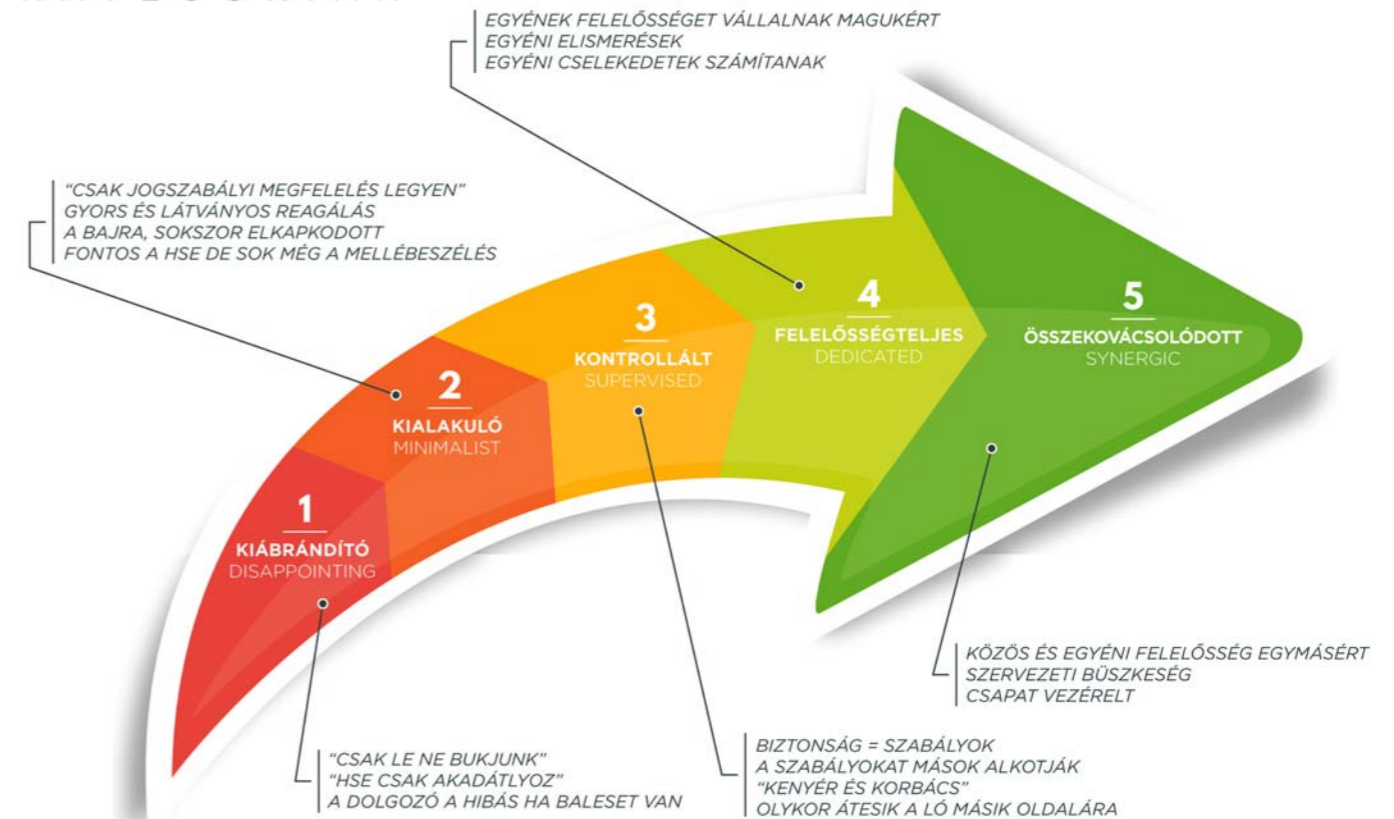 EGYÉNEK FELELŐSSÉGET VÁLLALNAK MAGUKÉRT
EGYÉNI ELISMERÉSEK
EGYÉNI CSELEKEDETEK SZÁMÍTANAK
"CSAK JOGSZABÁLYI MEGFELELÉS LEGYEN"
GYORS ÉS LÁTVÁNYOS REAGÁLÁS
A BAJRA, SOKSZOR ELKAPKODOTT
FONTOS A HSE DE SOK MÉG A MELLÉBESZÉLÉS
1
KIÁBRÁNDÍTÓ
DISAPPOINTING
2
KIALAKULÓ
MINIMALIST
3
KONTROLLÁLT
SUPERVISED
4
FELELŐSSÉGTELJES
DEDICATED
5
ÖSSZEKOVÁCSOLÓDOTT
SYNERGIC
"CSAK LE NE BUKJUNK"
"HSE CSAK AKADÁTLYOZ"
A DOLGOZÓ A HIBÁS HA BALESET VAN
BIZTONSÁG = SZABÁLYOK
A SZABÁLYOKAT MÁSOK ALKOTJÁK
"KENYÉR ÉS KORBÁCS"
OLYKOR ÁTESIK A LÓ MÁSIK OLDALÁRA
KÖZÖS ÉS EGYÉNI FELELŐSSÉG EGYMÁSÉRT
SZERVEZETI BÜSZKESÉG
CSAPAT VEZÉRELT